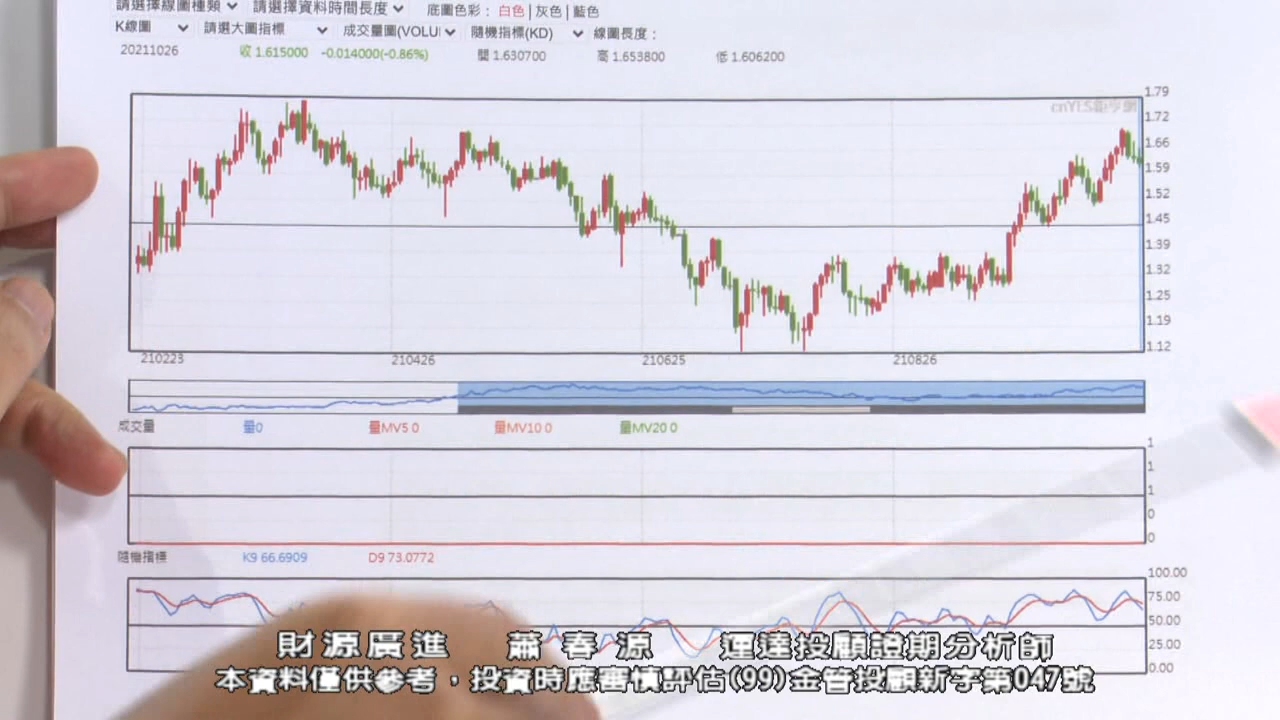 請選擇線圖種類 請選擇資料時間長度 底圖色彩： 白色 | 灰色 | 藍色
K線圖 請選大圖指標 成交量圖(VOLU 隨機指標(KD) 線圖長度：
20211026 收 1.615000 -0.014000(-0.86%) 開 1.630700 高 1.653800 低 1.606200
cnYES鉅亨網
1.79
1.72
1.66
1.59
1.52
1.45
1.39
1.32
1.25
1.19
1.12
210223 210426 210625 210826
成交量 量0 量MV5 0 量MV10 0 量MV20 0
1
1
1
0
0
隨機指標 K9 66.6909 D9 73.0772
100.00
75.00
50.00
25.00
0.00
財源廣進 蕭春源 運達投顧證期分析師
本資料僅供參考，投資時應審慎評估(99)金管投顧新字第047號